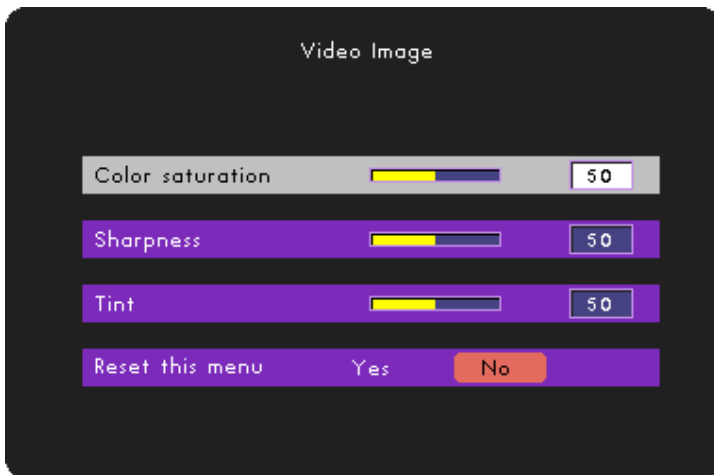 Video Image
Color saturation 50
Sharpness 50
Tint 50
Reset this menu Yes No